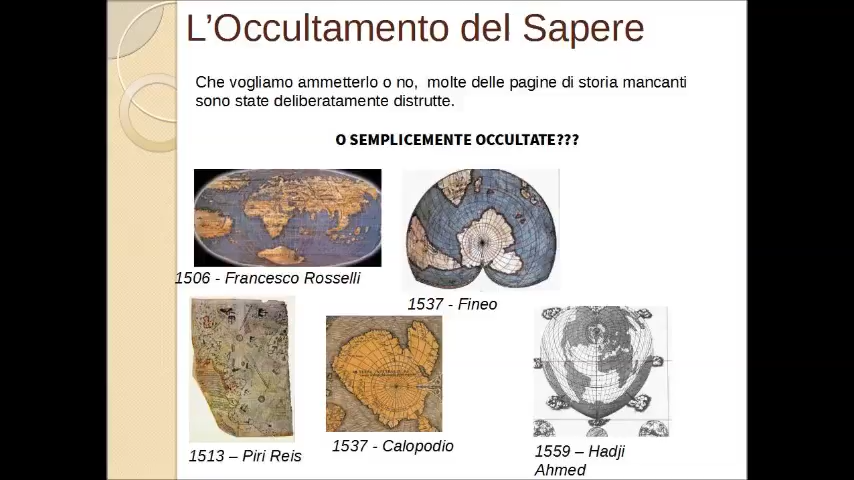 L'Occultamento del Sapere
Che vogliamo ammetterlo o no, molte delle pagine di storia mancanti
sono state deliberatamente distrutte.
O SEMPLICEMENTE OCCULTATE???
1506 - Francesco Rosselli
1537 - Fineo
1513 – Piri Reis
1537 - Calopodio
1559 – Hadji
Ahmed